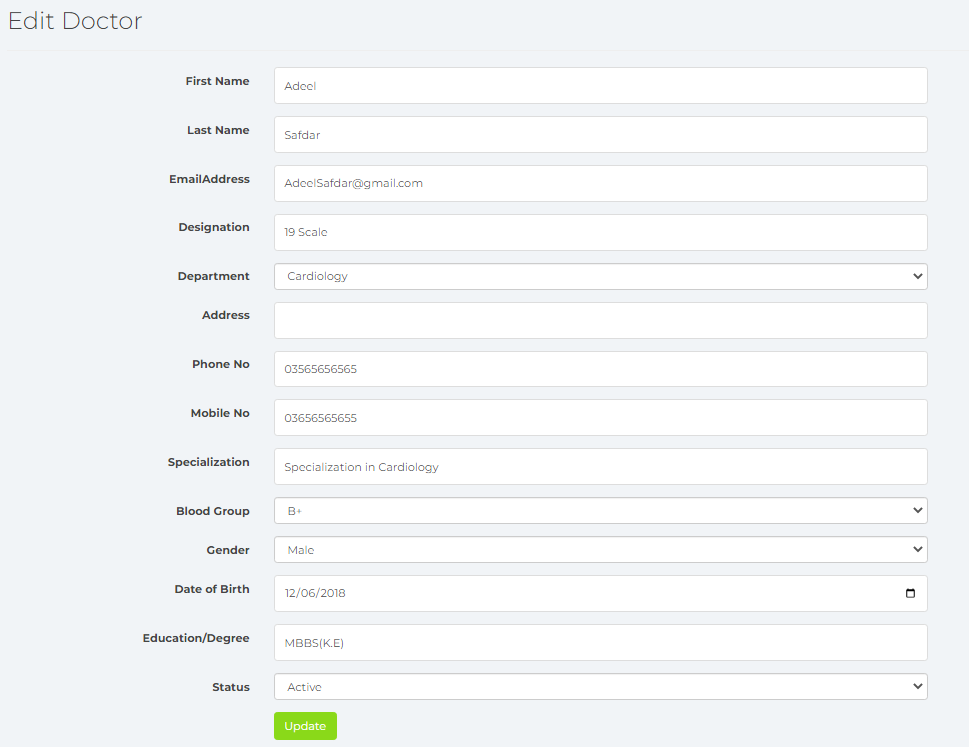 Edit Doctor
First Name Adeel
Last Name Safdar
EmailAddress AdeelSafdar@gmail.com
Designation 19 Scale
Department Cardiology
Address
Phone No 03565656565
Mobile No 03656565655
Specialization Specialization in Cardiology
Blood Group B+
Gender Male
Date of Birth 12/06/2018
Education/Degree MBBS(K.E)
Status Active
Update